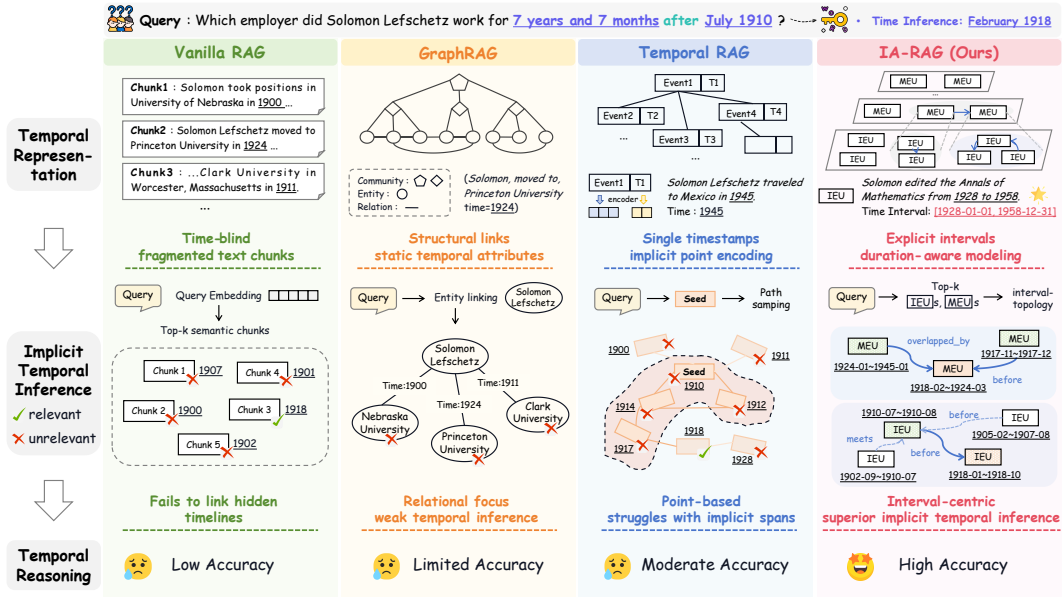 Query : Which employer did Solomon Lefschetz work for 7 years and 7 months after July 1910 ?
Time Inference: February 1918
Vanilla RAG
GraphRAG
Temporal RAG
IA-RAG (Ours)
Temporal
Represen-
tation
Chunk1 : Solomon took positions in
University of Nebraska in 1900 ...
Chunk2 : Solomon Lefschetz moved to
Princeton University in 1924 ...
Chunk3 : ...Clark University in
Worcester, Massachusetts in 1911.
...
Time-blind
fragmented text chunks
Community :
Entity :
Relation :
(Solomon, moved to,
Princeton University
time=1924)
Structural links
static temporal attributes
Event1 T1
Event2 T2
Event4 T4
Event3 T3
...
...
Event1 T1
encoder
Solomon Lefschetz traveled
to Mexico in 1945.
Time : 1945
Single timestamps
implicit point encoding
MEU MEU
...
MEU MEU MEU
IEU IEU IEU
IEU IEU IEU IEU
IEU
Solomon edited the Annals of
Mathematics from 1928 to 1958.
Time Interval: [1928-01-01, 1958-12-31]
Explicit intervals
duration-aware modeling
Implicit
Temporal
Inference
relevant
unrelevant
Query
Query Embedding
Top-k semantic chunks
Chunk 1 1907
Chunk 4 1901
Chunk 2 1900
Chunk 3 1918
Chunk 5 1902
Fails to link hidden
timelines
Query
Entity linking
Solomon
Lefschetz
Solomon
Lefschetz
Time:1900
Time:1911
Time:1924
Nebraska
University
Clark
University
Princeton
University
Relational focus
weak temporal inference
Query
Seed
Path
samping
1900
1911
Seed
1910
1914
1912
1918
1917
1928
Point-based
struggles with implicit spans
Query
Top-k
IEU s, MEU s
interval-
topology
MEU
overlapped_by
MEU
1924-01~1945-01
1917-11~1917-12
MEU
before
1918-02~1924-03
1910-07~1910-08
before
IEU
IEU
1905-02~1907-08
meets
before
IEU
IEU
1902-09~1910-07
1918-01~1918-10
Interval-centric
superior implicit temporal inference
Temporal
Reasoning
Low Accuracy
Limited Accuracy
Moderate Accuracy
High Accuracy